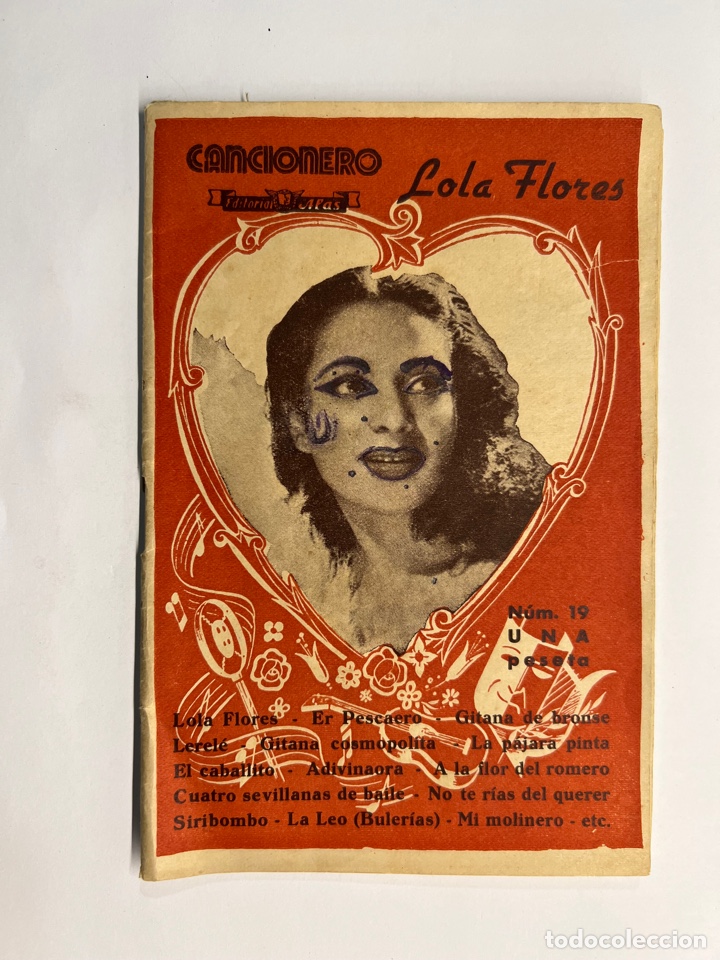 CANCIONERO
Editorial Alas
Lola Flores
Núm. 19
UNA
peseta
Lola Flores - Er Pescaero - Gitana de bronse
Lerelé - Gitana cosmopolita - La pájara pinta
El caballito - Adivinaora - A la flor del romero
Cuatro sevillanas de baile - No te rías del querer
Siribombo - La Leo (Bulerías) - Mi molinero - etc.
todocoleccion
todocoleccion.net